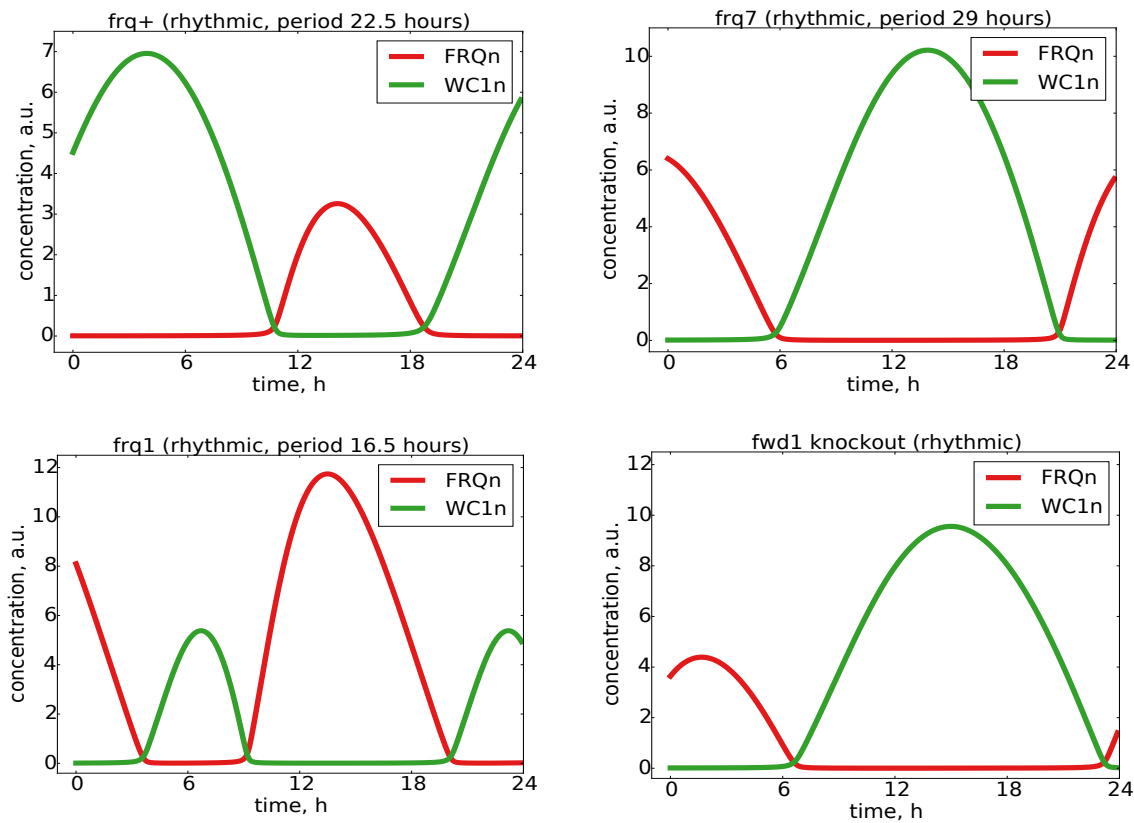 frq+ (rhythmic, period 22.5 hours)
7
6
5
4
3
2
1
0
concentration, a.u.
FRQn
WC1n
0 6 12 18 24
time, h
frq7 (rhythmic, period 29 hours)
10
8
6
4
2
0
concentration, a.u.
FRQn
WC1n
0 6 12 18 24
time, h
frq1 (rhythmic, period 16.5 hours)
12
10
8
6
4
2
0
concentration, a.u.
FRQn
WC1n
0 6 12 18 24
time, h
fwd1 knockout (rhythmic)
12
10
8
6
4
2
0
concentration, a.u.
FRQn
WC1n
0 6 12 18 24
time, h